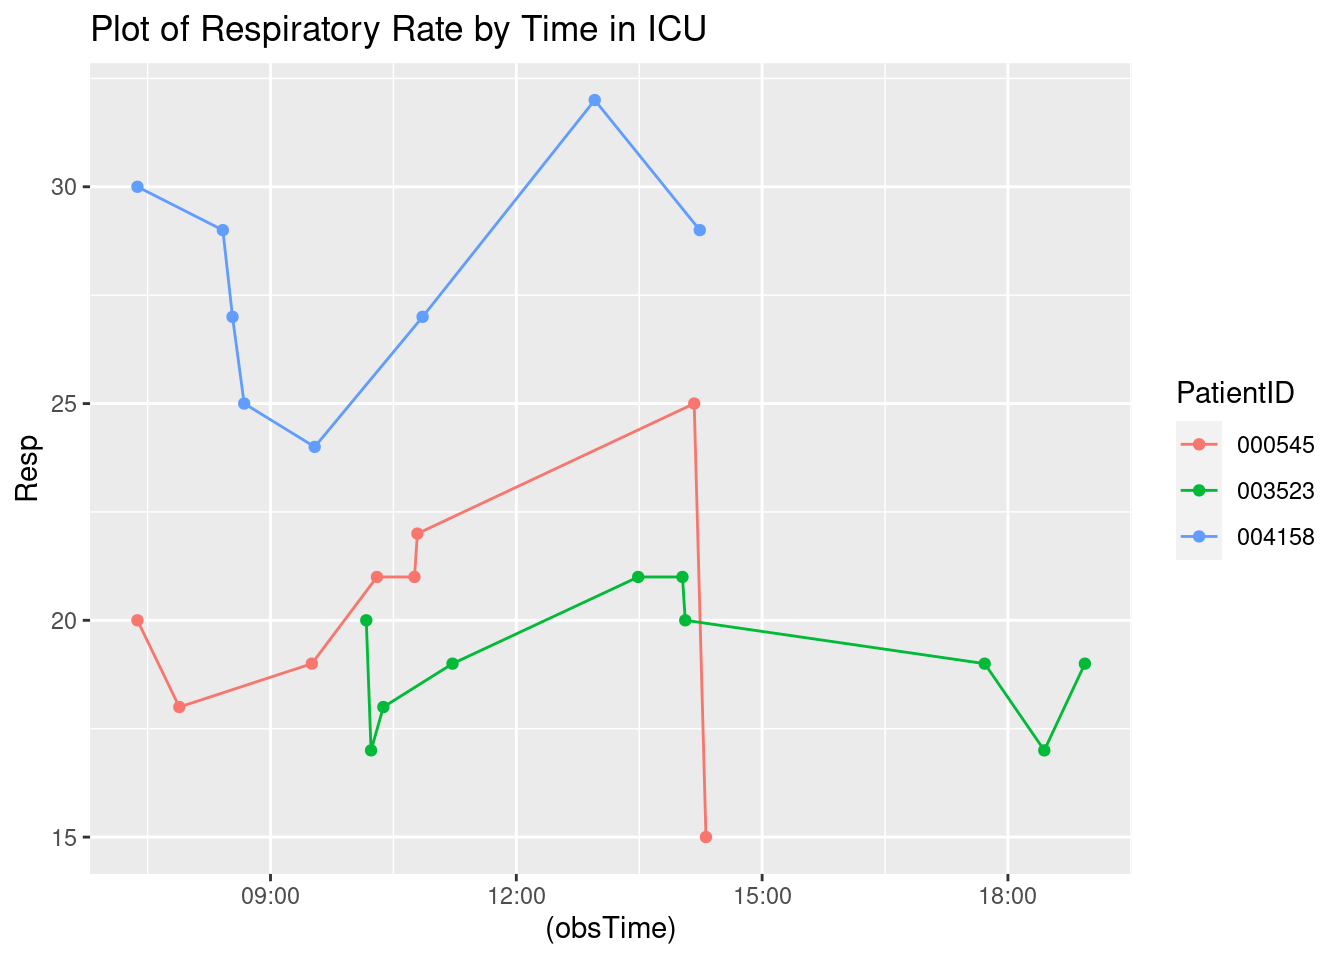 Plot of Respiratory Rate by Time in ICU
30
25
20
15
Resp
09:00
12:00
15:00
18:00
(obsTime)
PatientID
000545
003523
004158